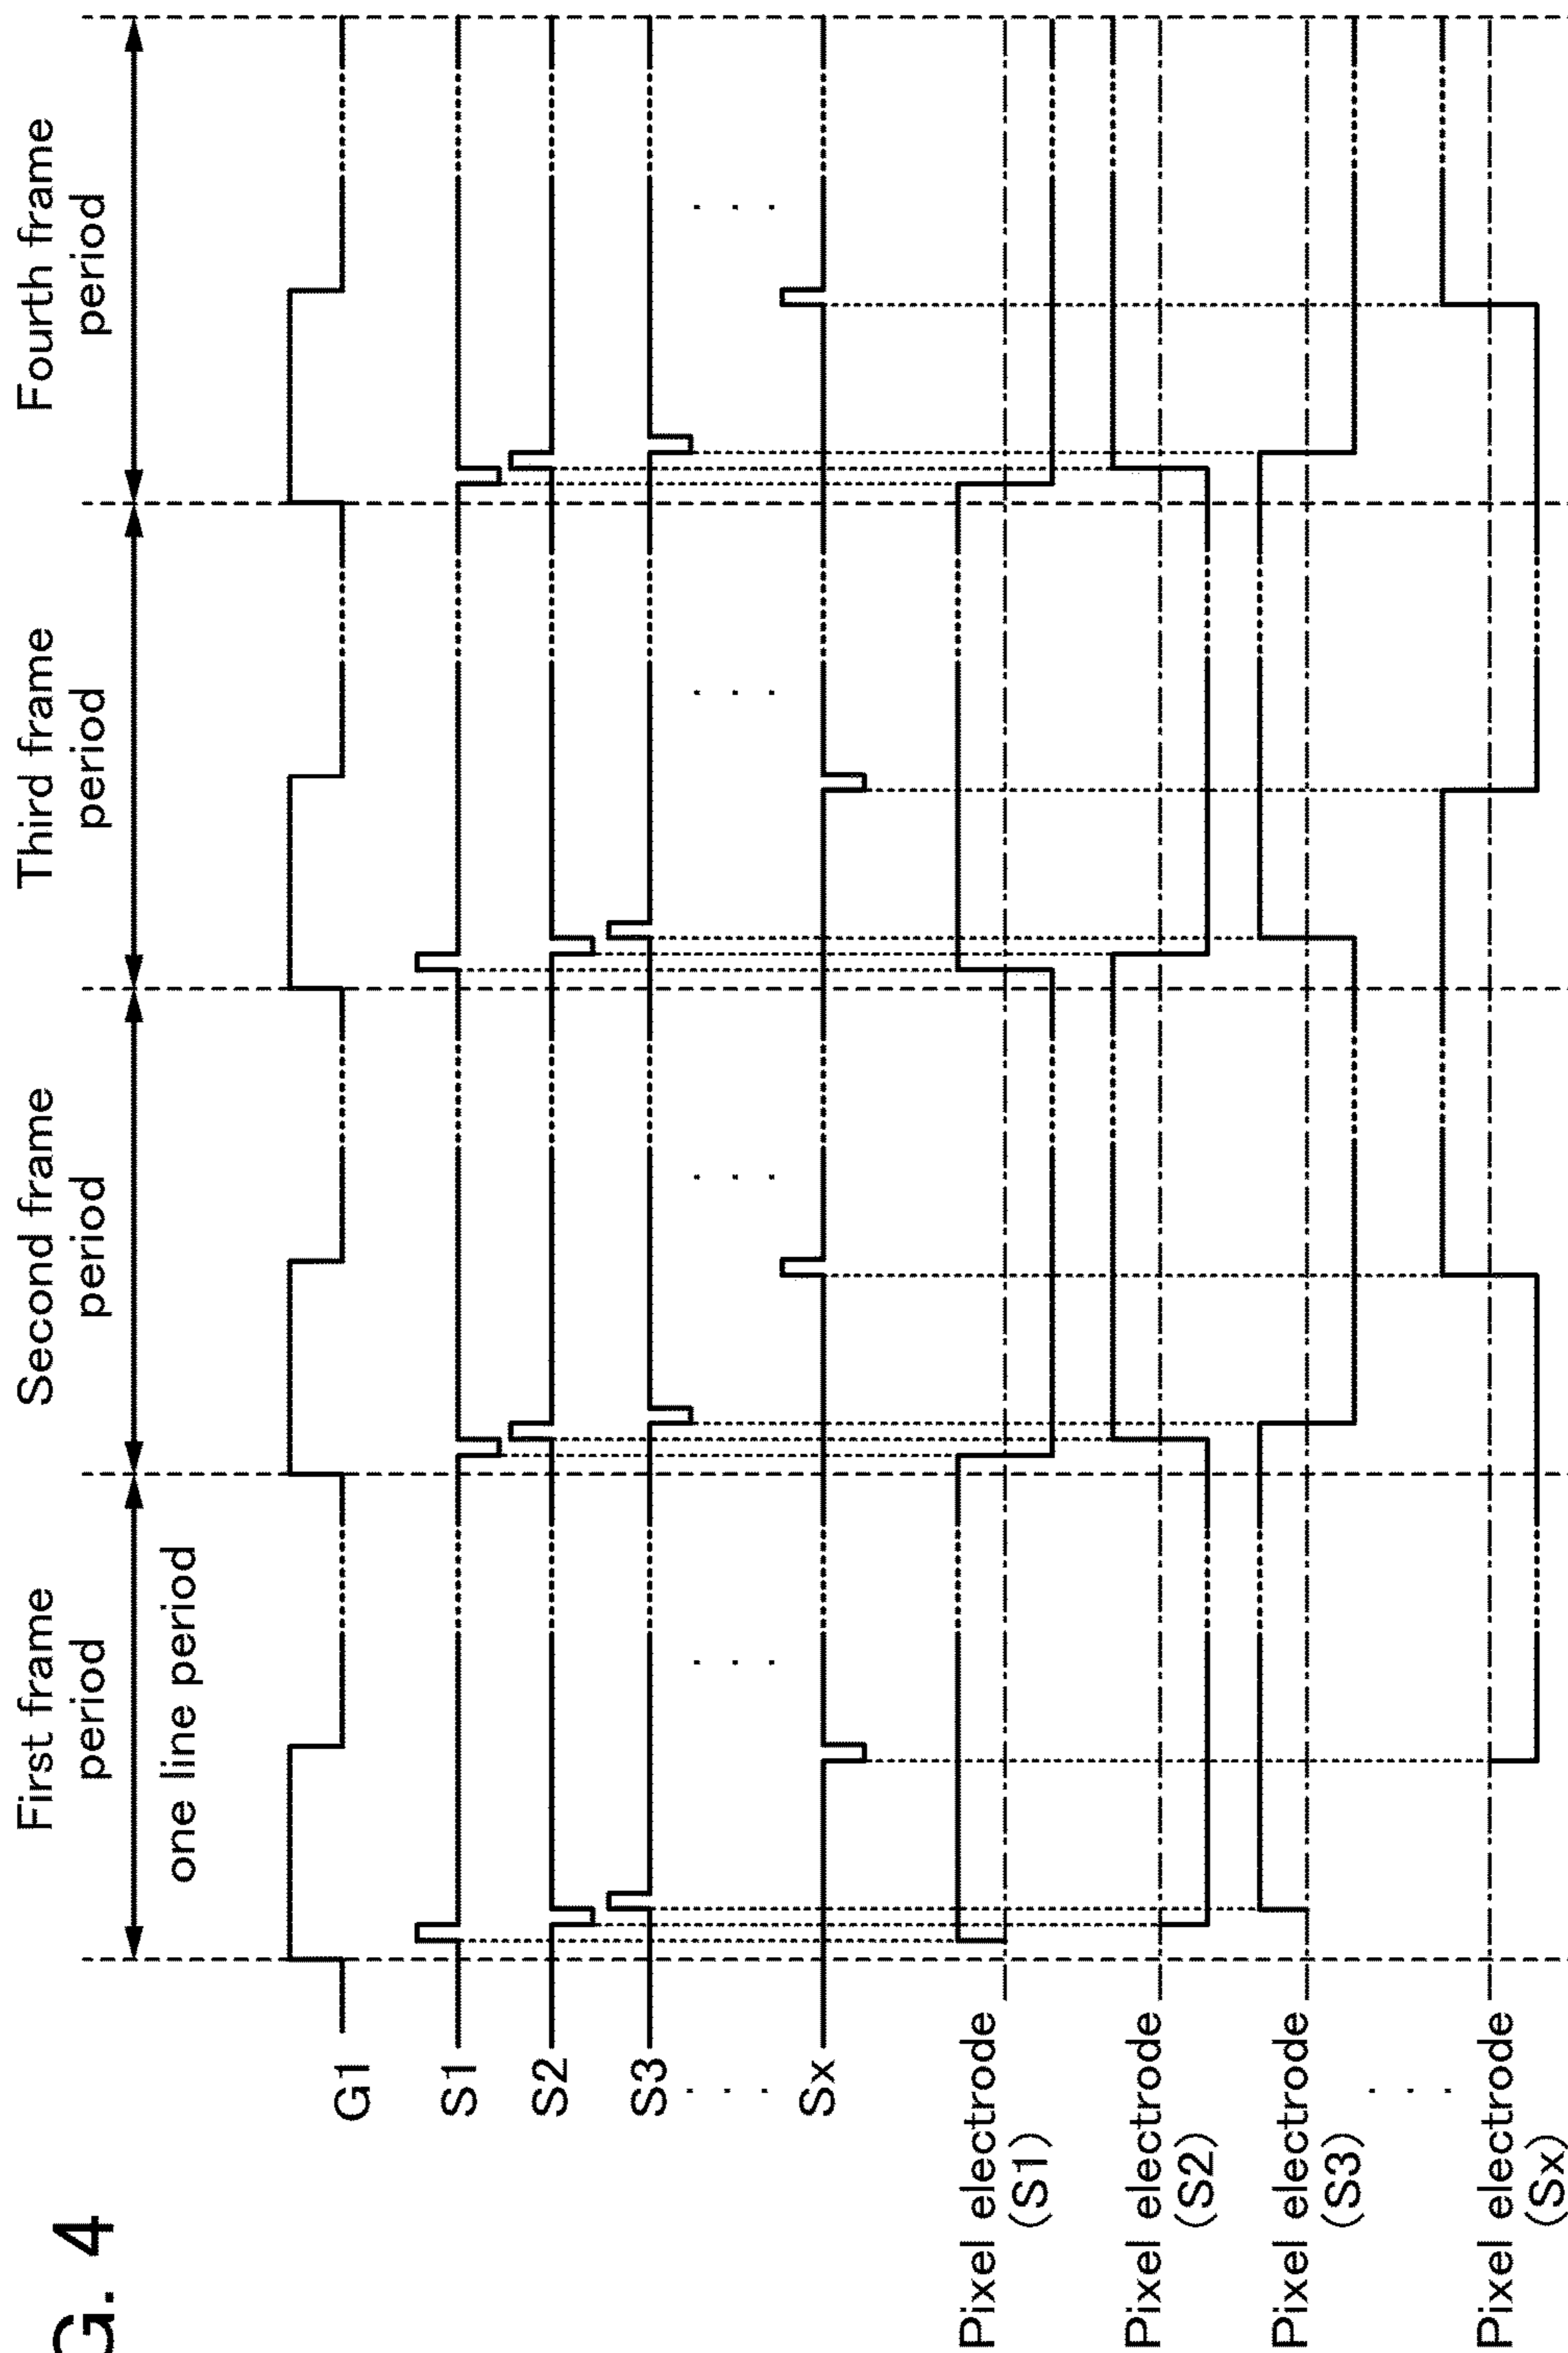 G. 4
First frame
period
Second frame
period
Third frame
period
Fourth frame
period
one line period
G1
S1
S2
S3
. . .
Sx
. . .
. . .
. . .
. . .
Pixel electrode
(S1)
Pixel electrode
(S2)
Pixel electrode
(S3)
. . .
Pixel electrode
(Sx)